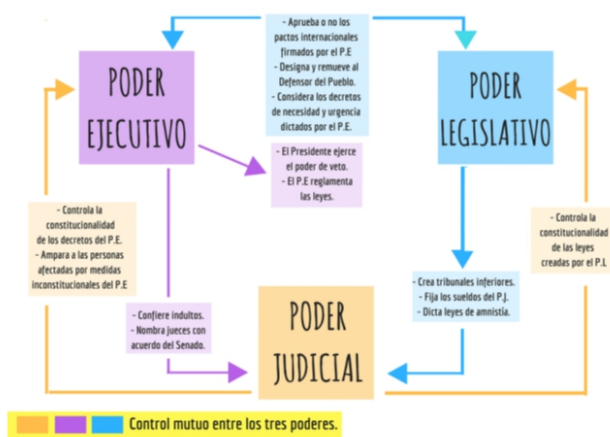 - Aprueba o no los
pactos internacionales
firmados por el P.E
- Designa y remueve al
Defensor del Pueblo.
- Considera los decretos
de necesidad y urgencia
dictados por el P.E.
PODER
EJECUTIVO
PODER
LEGISLATIVO
- El Presidente ejerce
el poder de veto.
- El P.E reglamenta
las leyes.
- Controla la
constitucionalidad
de los decretos del P.E.
- Ampara a las personas
afectadas por medidas
inconstitucionales del P.E
- Controla la
constitucionalidad
de las leyes
creadas por el P.L
- Confiere indultos.
- Nombra jueces con
acuerdo del Senado.
- Crea tribunales inferiores.
- Fija los sueldos del P.J.
- Dicta leyes de amnistía.
PODER
JUDICIAL
Control mutuo entre los tres poderes.